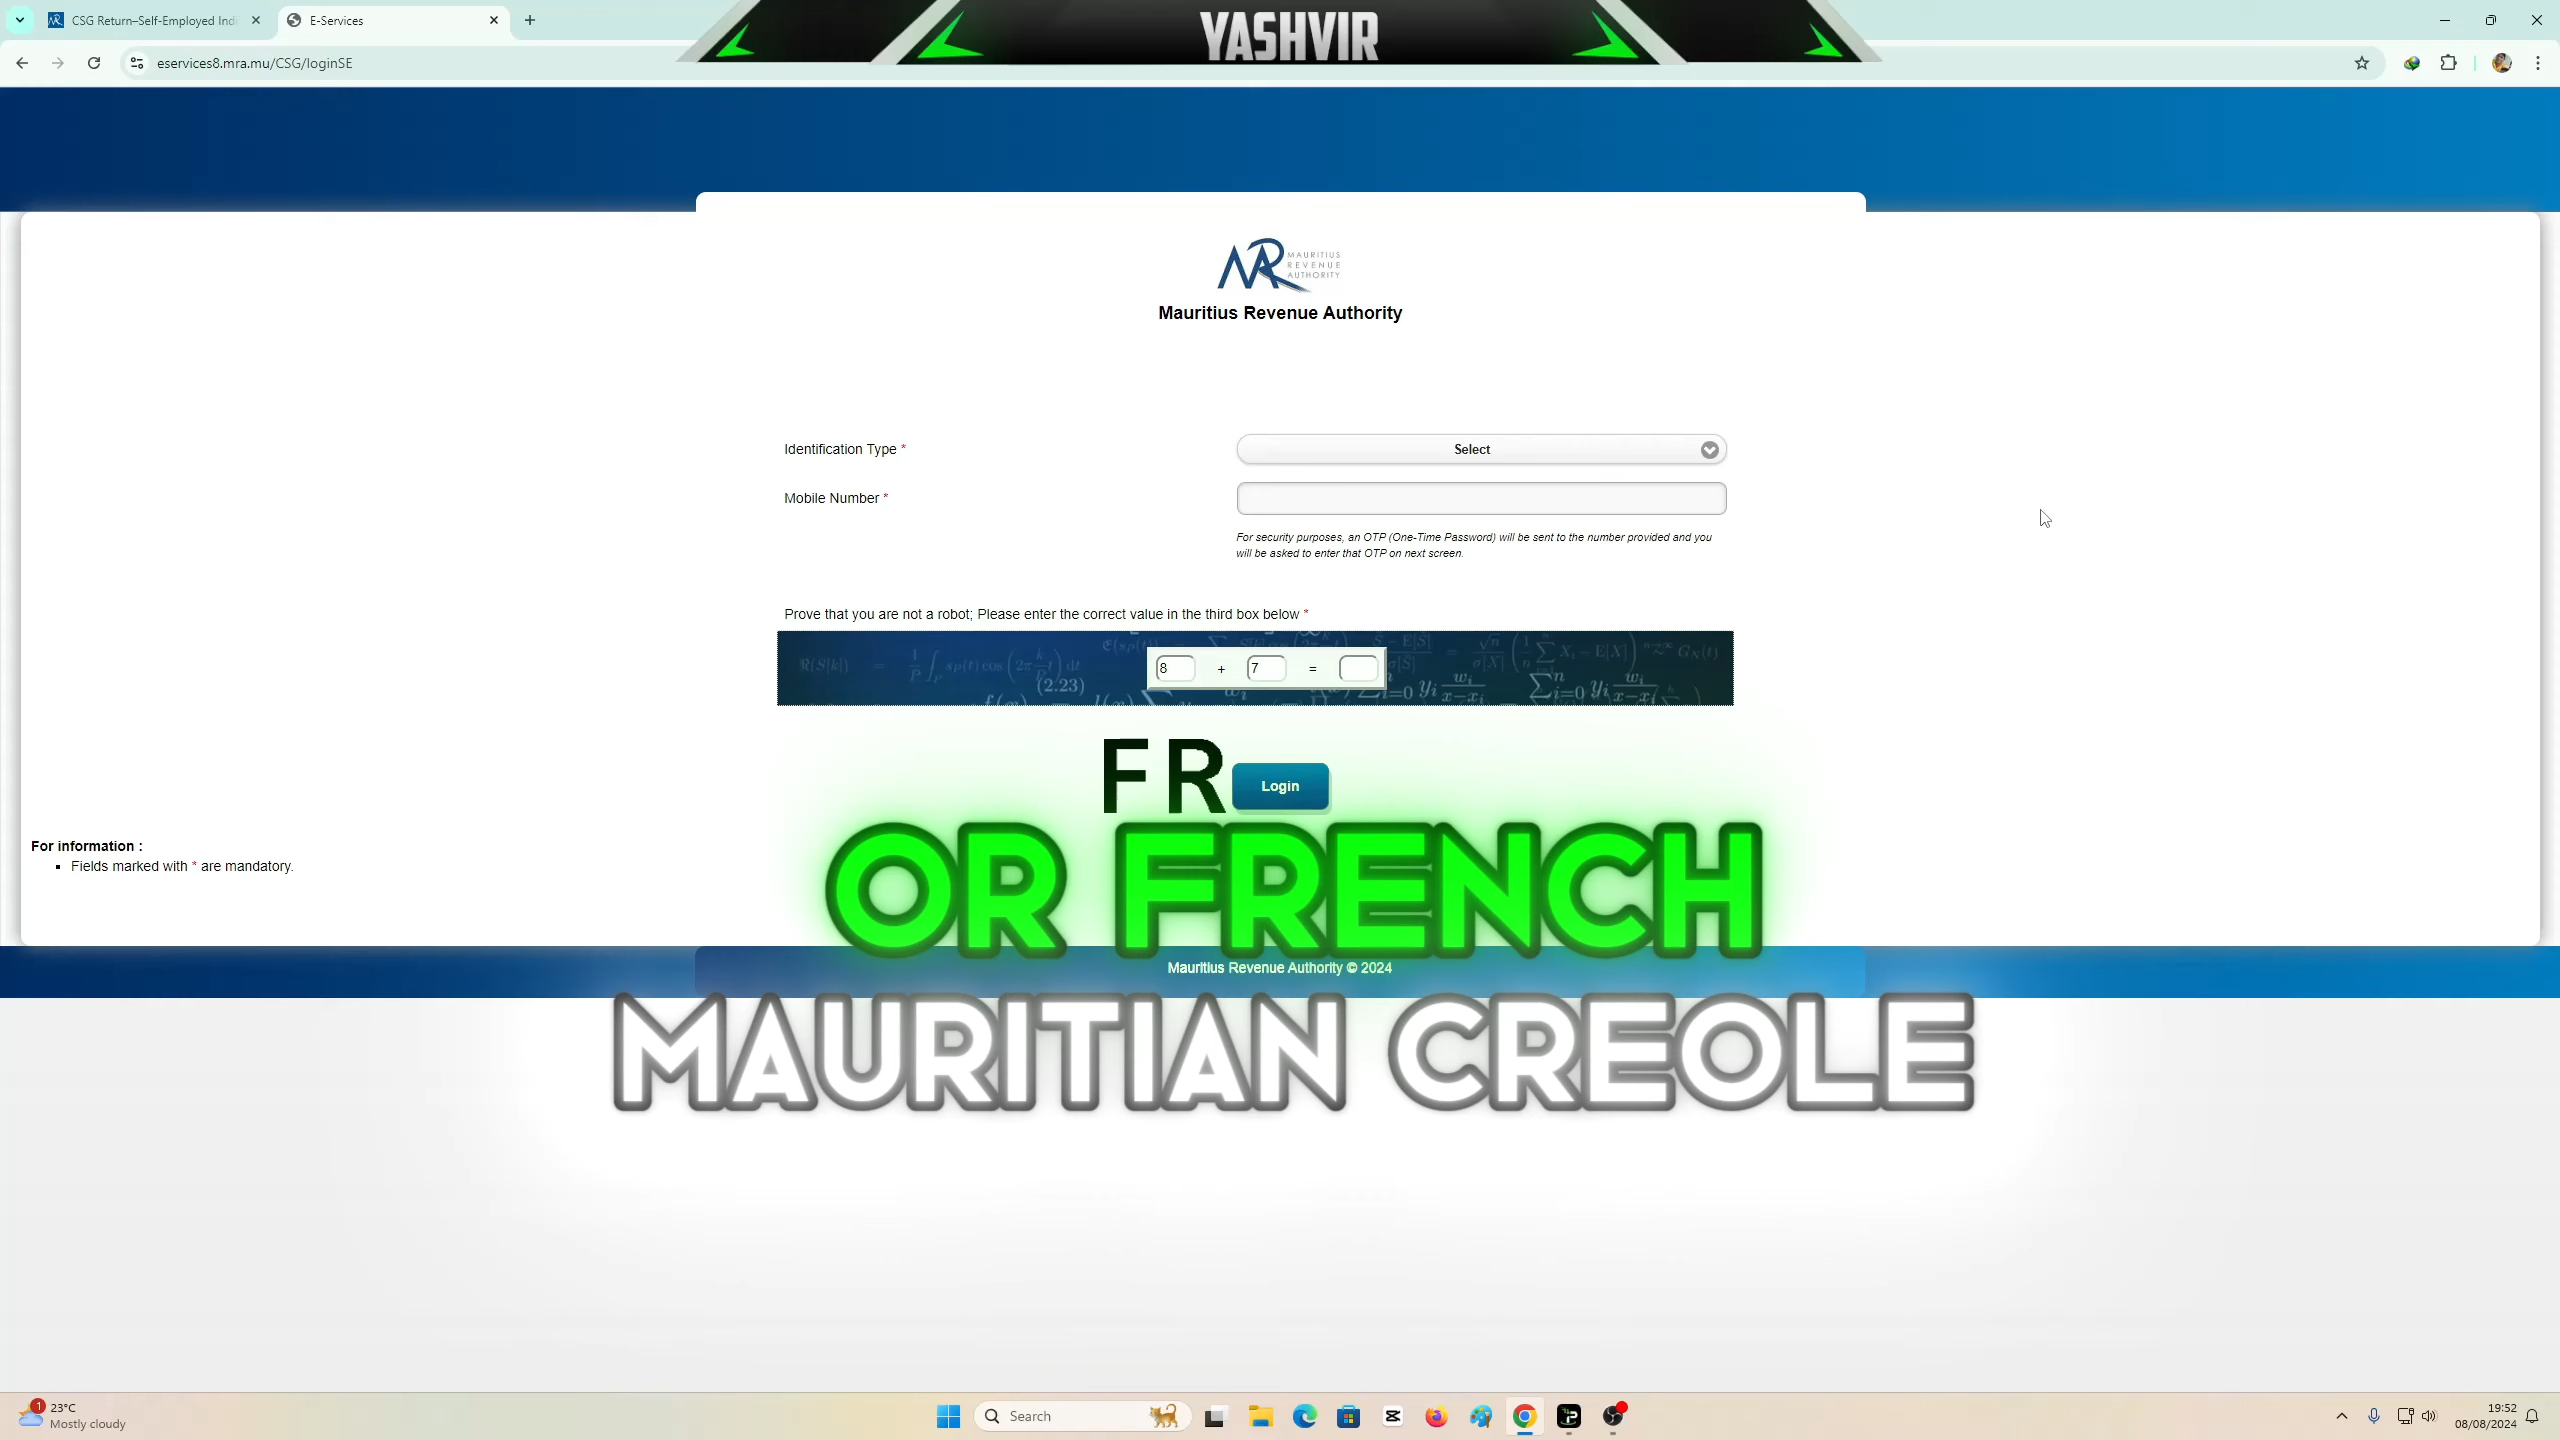 CSG Return–Self-Employed Indi
E-Services
YASHVIR
eservices8.mra.mu/CSG/loginSE
MAURITIUS
REVENUE
AUTHORITY
Mauritius Revenue Authority
Identification Type *
Select
Mobile Number *
For security purposes, an OTP (One-Time Password) will be sent to the number provided and you
will be asked to enter that OTP on next screen.
Prove that you are not a robot; Please enter the correct value in the third box below *
8 + 7 =
(2.23)
FR
Login
For information :
Fields marked with * are mandatory.
OR FRENCH
Mauritius Revenue Authority © 2024
MAURITIAN CREOLE
1
23°C
Mostly cloudy
Search
19:52
08/08/2024